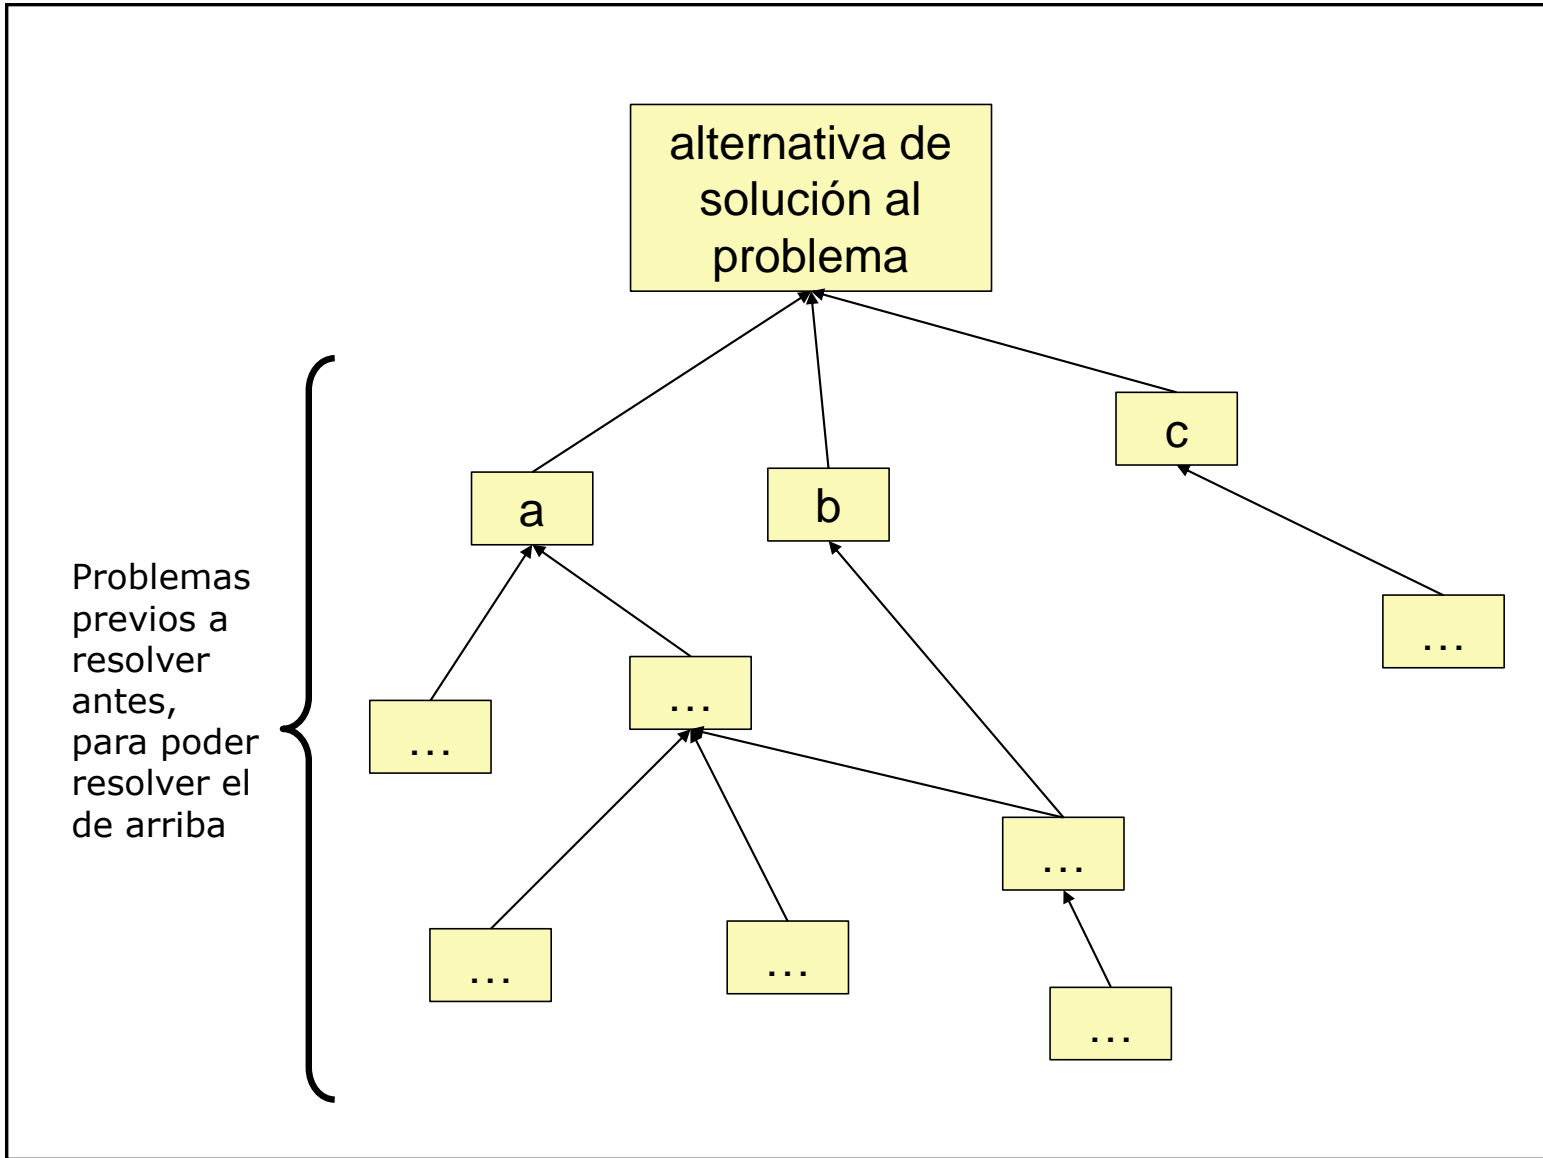 alternativa de
solución al
problema
c
a
b
Problemas
previos a
resolver
antes,
para poder
resolver el
de arriba
...
...
...
...
...
...
...